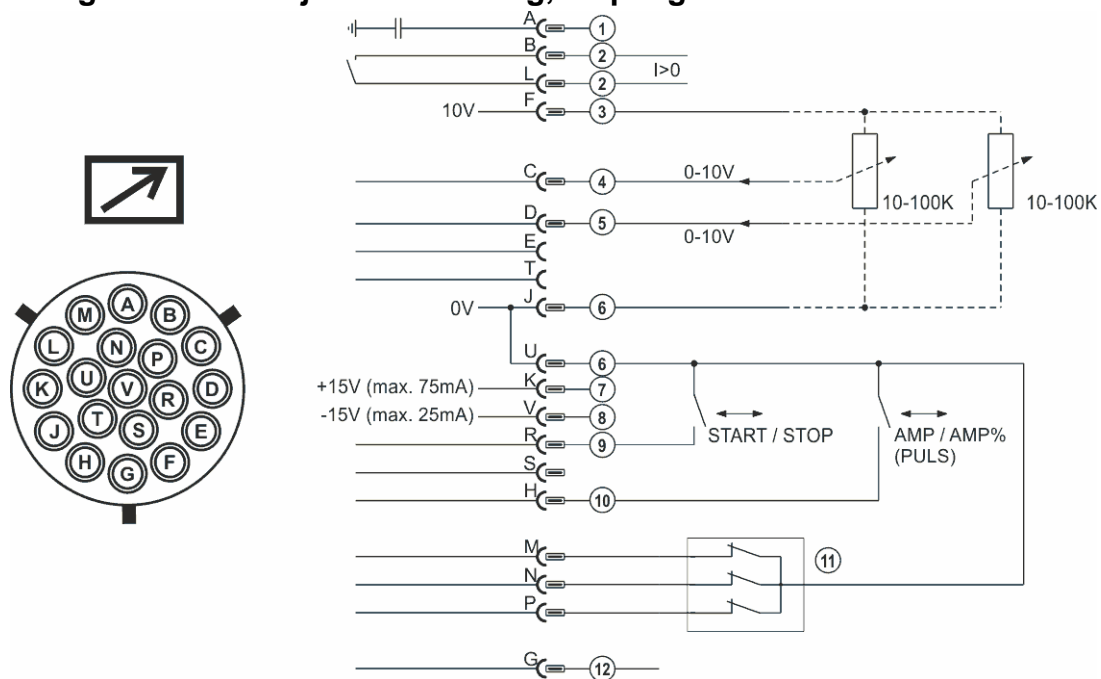 A 1
B 2
I>0
L 2
10V F 3
C 4 0-10V
10-100K 10-100K
D 5
0-10V
E
T
0V J 6
U 6
+15V (max. 75mA) K 7
-15V (max. 25mA) V 8
R 9 START / STOP AMP / AMP%
(PULS)
S
H 10
M 11
N
P
G 12
A
M B
N P
L C
U V R
K D
T S
J E
H F
G